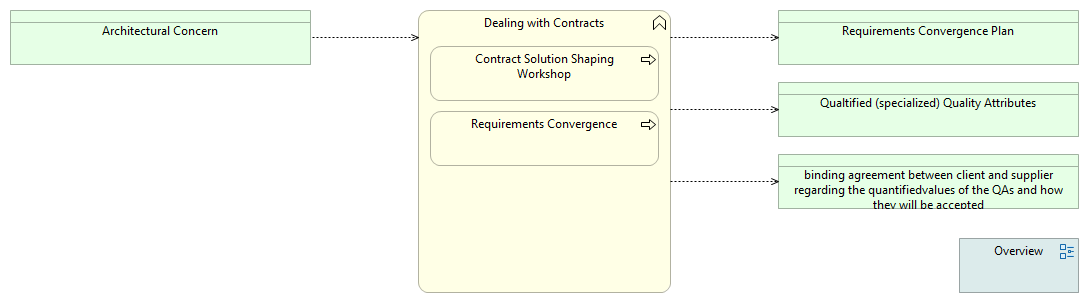 Architectural Concern
Dealing with Contracts
Contract Solution Shaping
Workshop
Requirements Convergence
Requirements Convergence Plan
Qualtified (specialized) Quality Attributes
binding agreement between client and supplier
regarding the quantifiedvalues of the QAs and how
they will be accepted
Overview